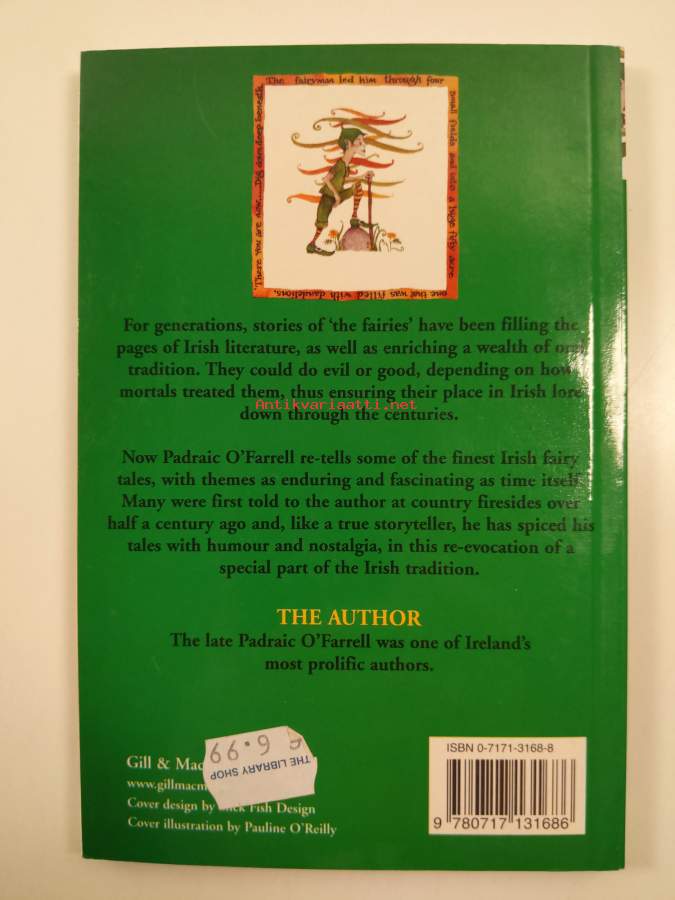 The fairyman led him through four
small fields and into a huge fifty acre
one that was filled with dandelions.
'There you are now.....Dig down deep beneath
For generations, stories of 'the fairies' have been filling the
pages of Irish literature, as well as enriching a wealth of oral
tradition. They could do evil or good, depending on how
mortals treated them, thus ensuring their place in Irish lore
Antikvariaatti.net
down through the centuries.
Now Padraic O'Farrell re-tells some of the finest Irish fairy
tales, with themes as enduring and fascinating as time itself.
Many were first told to the author at country firesides over
half a century ago and, like a true storyteller, he has spiced his
tales with humour and nostalgia, in this re-evocation of a
special part of the Irish tradition.
THE AUTHOR
The late Padraic O'Farrell was one of Ireland's
most prolific authors.
€ 6.99
THE LIBRARY SHOP
Gill & Mac
www.gillmacm
Cover design by Fish Design
Cover illustration by Pauline O'Reilly
ISBN 0-7171-3168-8
9 780717 131686